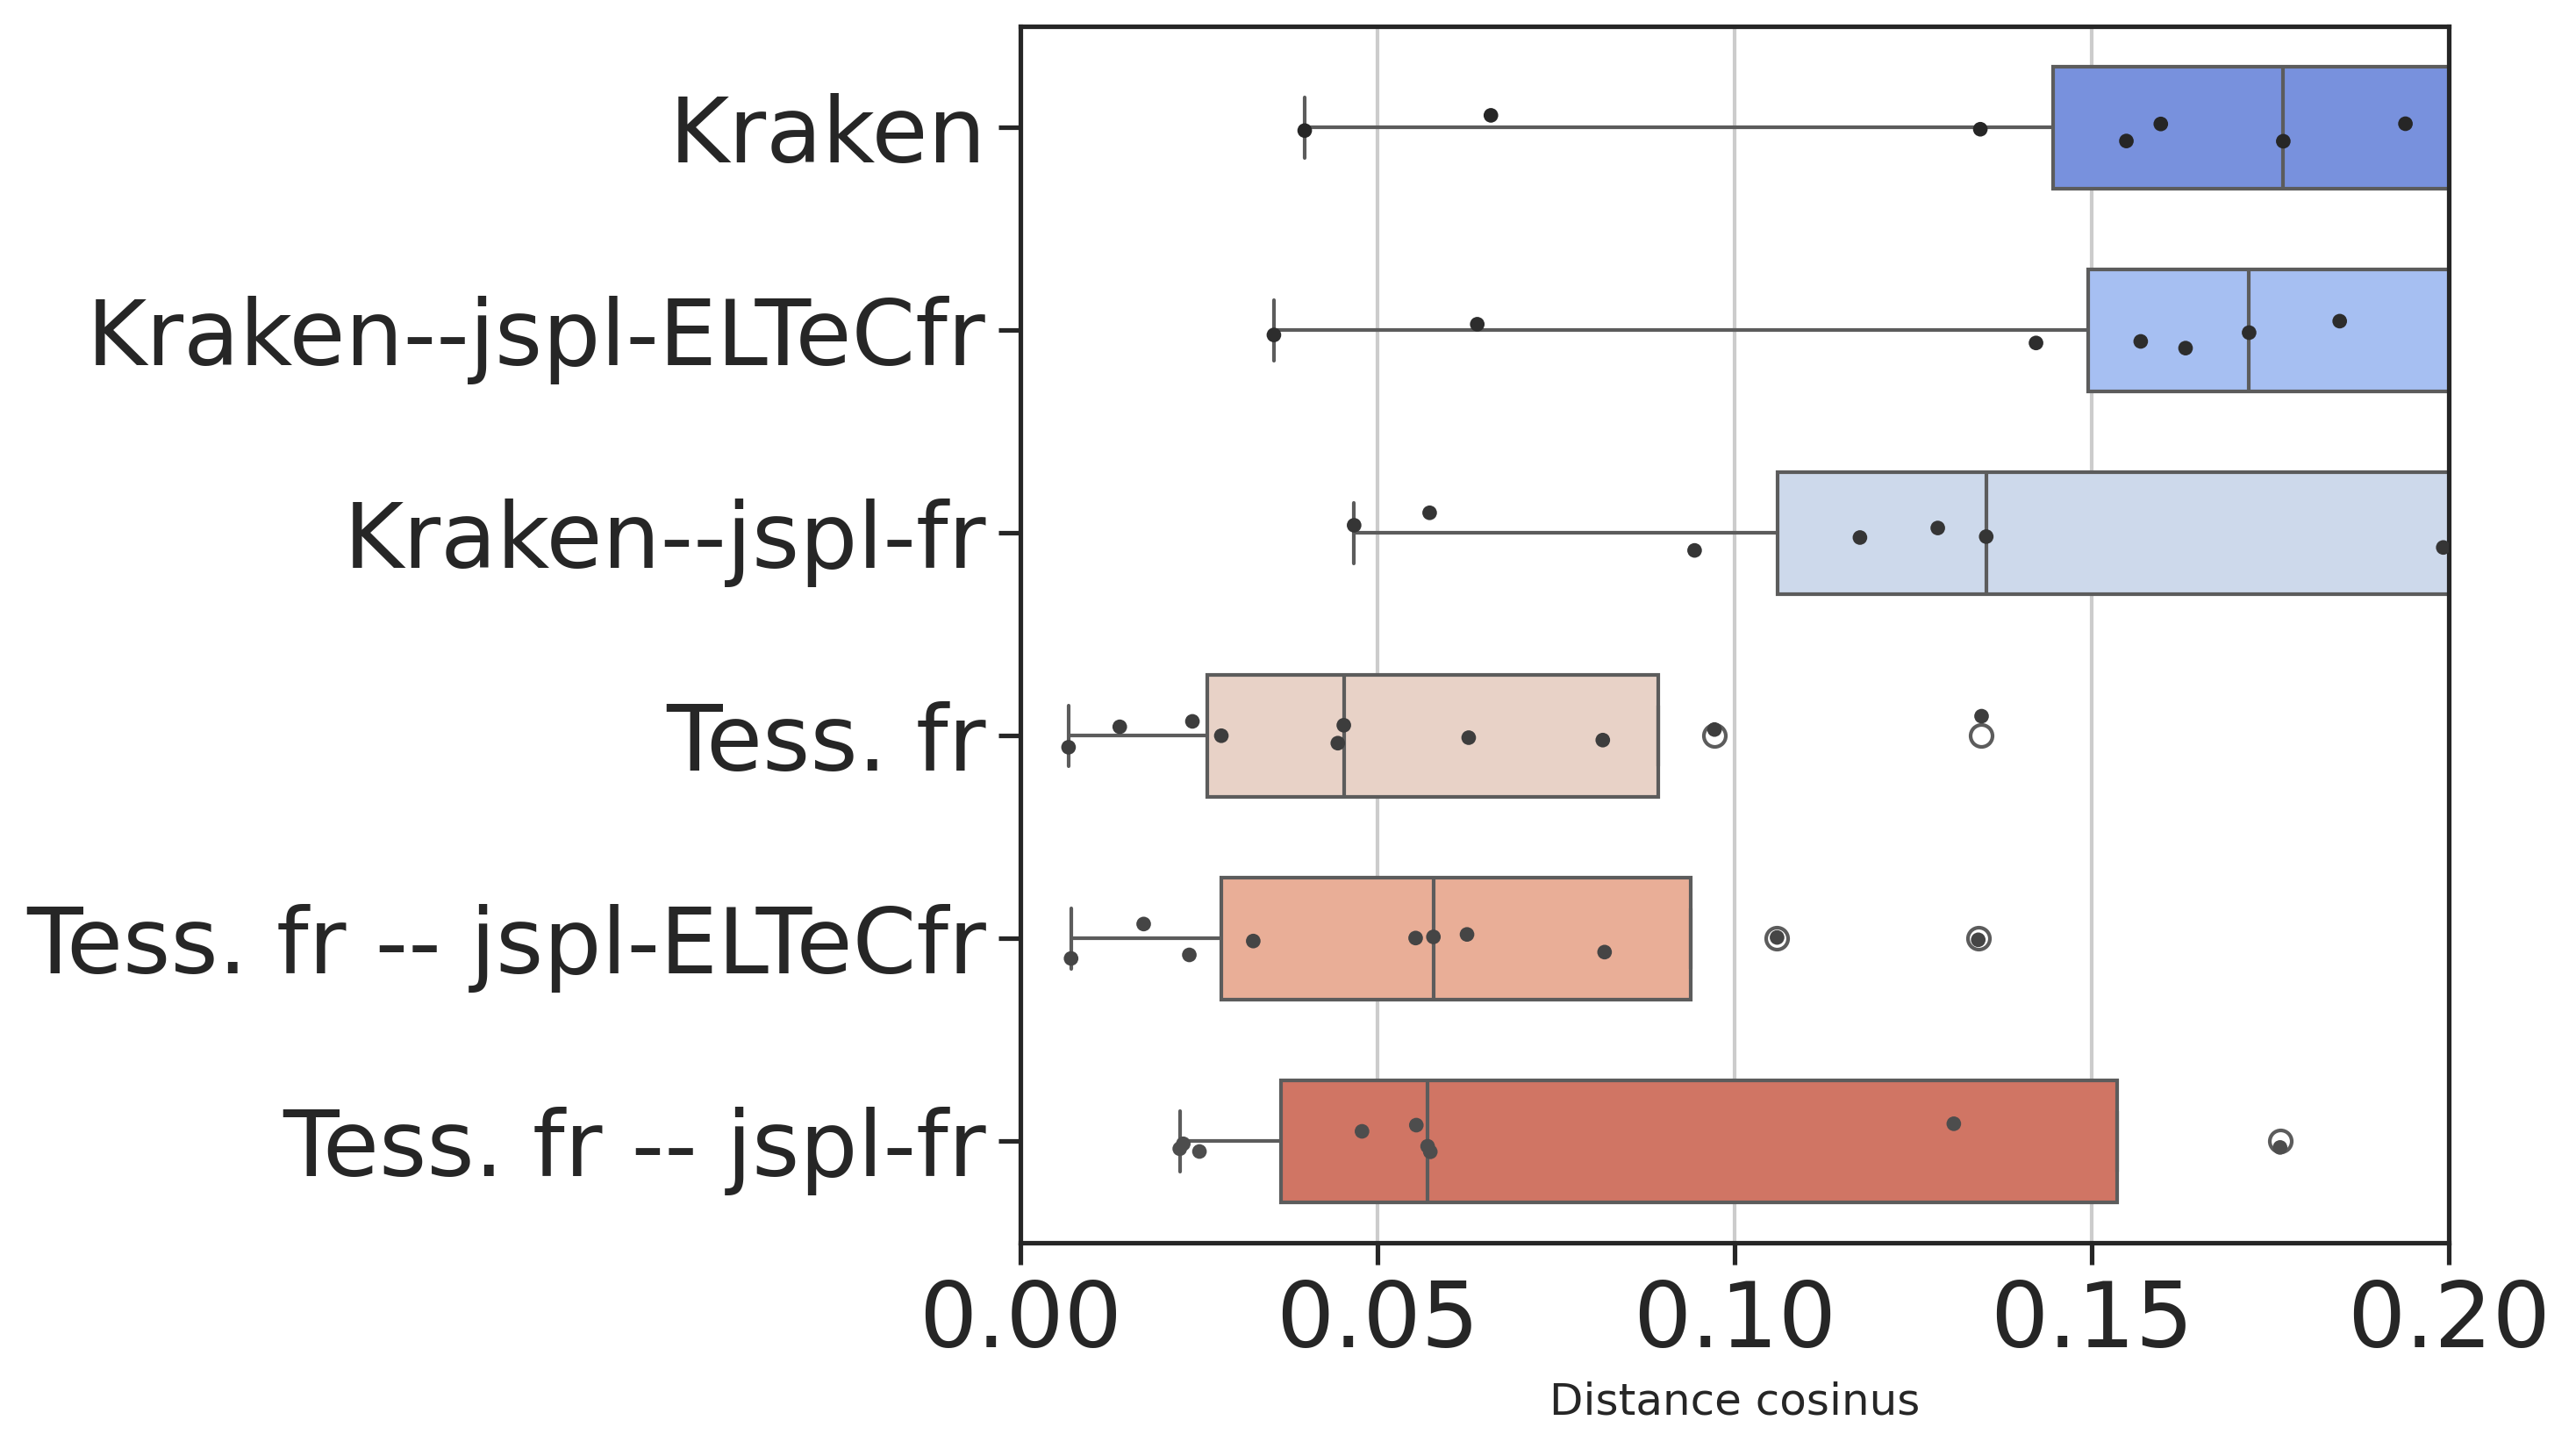 Kraken
Kraken--jspl-ELTeCfr
Kraken--jspl-fr
Tess. fr
Tess. fr -- jspl-ELTeCfr
Tess. fr -- jspl-fr
0.00 0.05 0.10 0.15 0.20
Distance cosinus